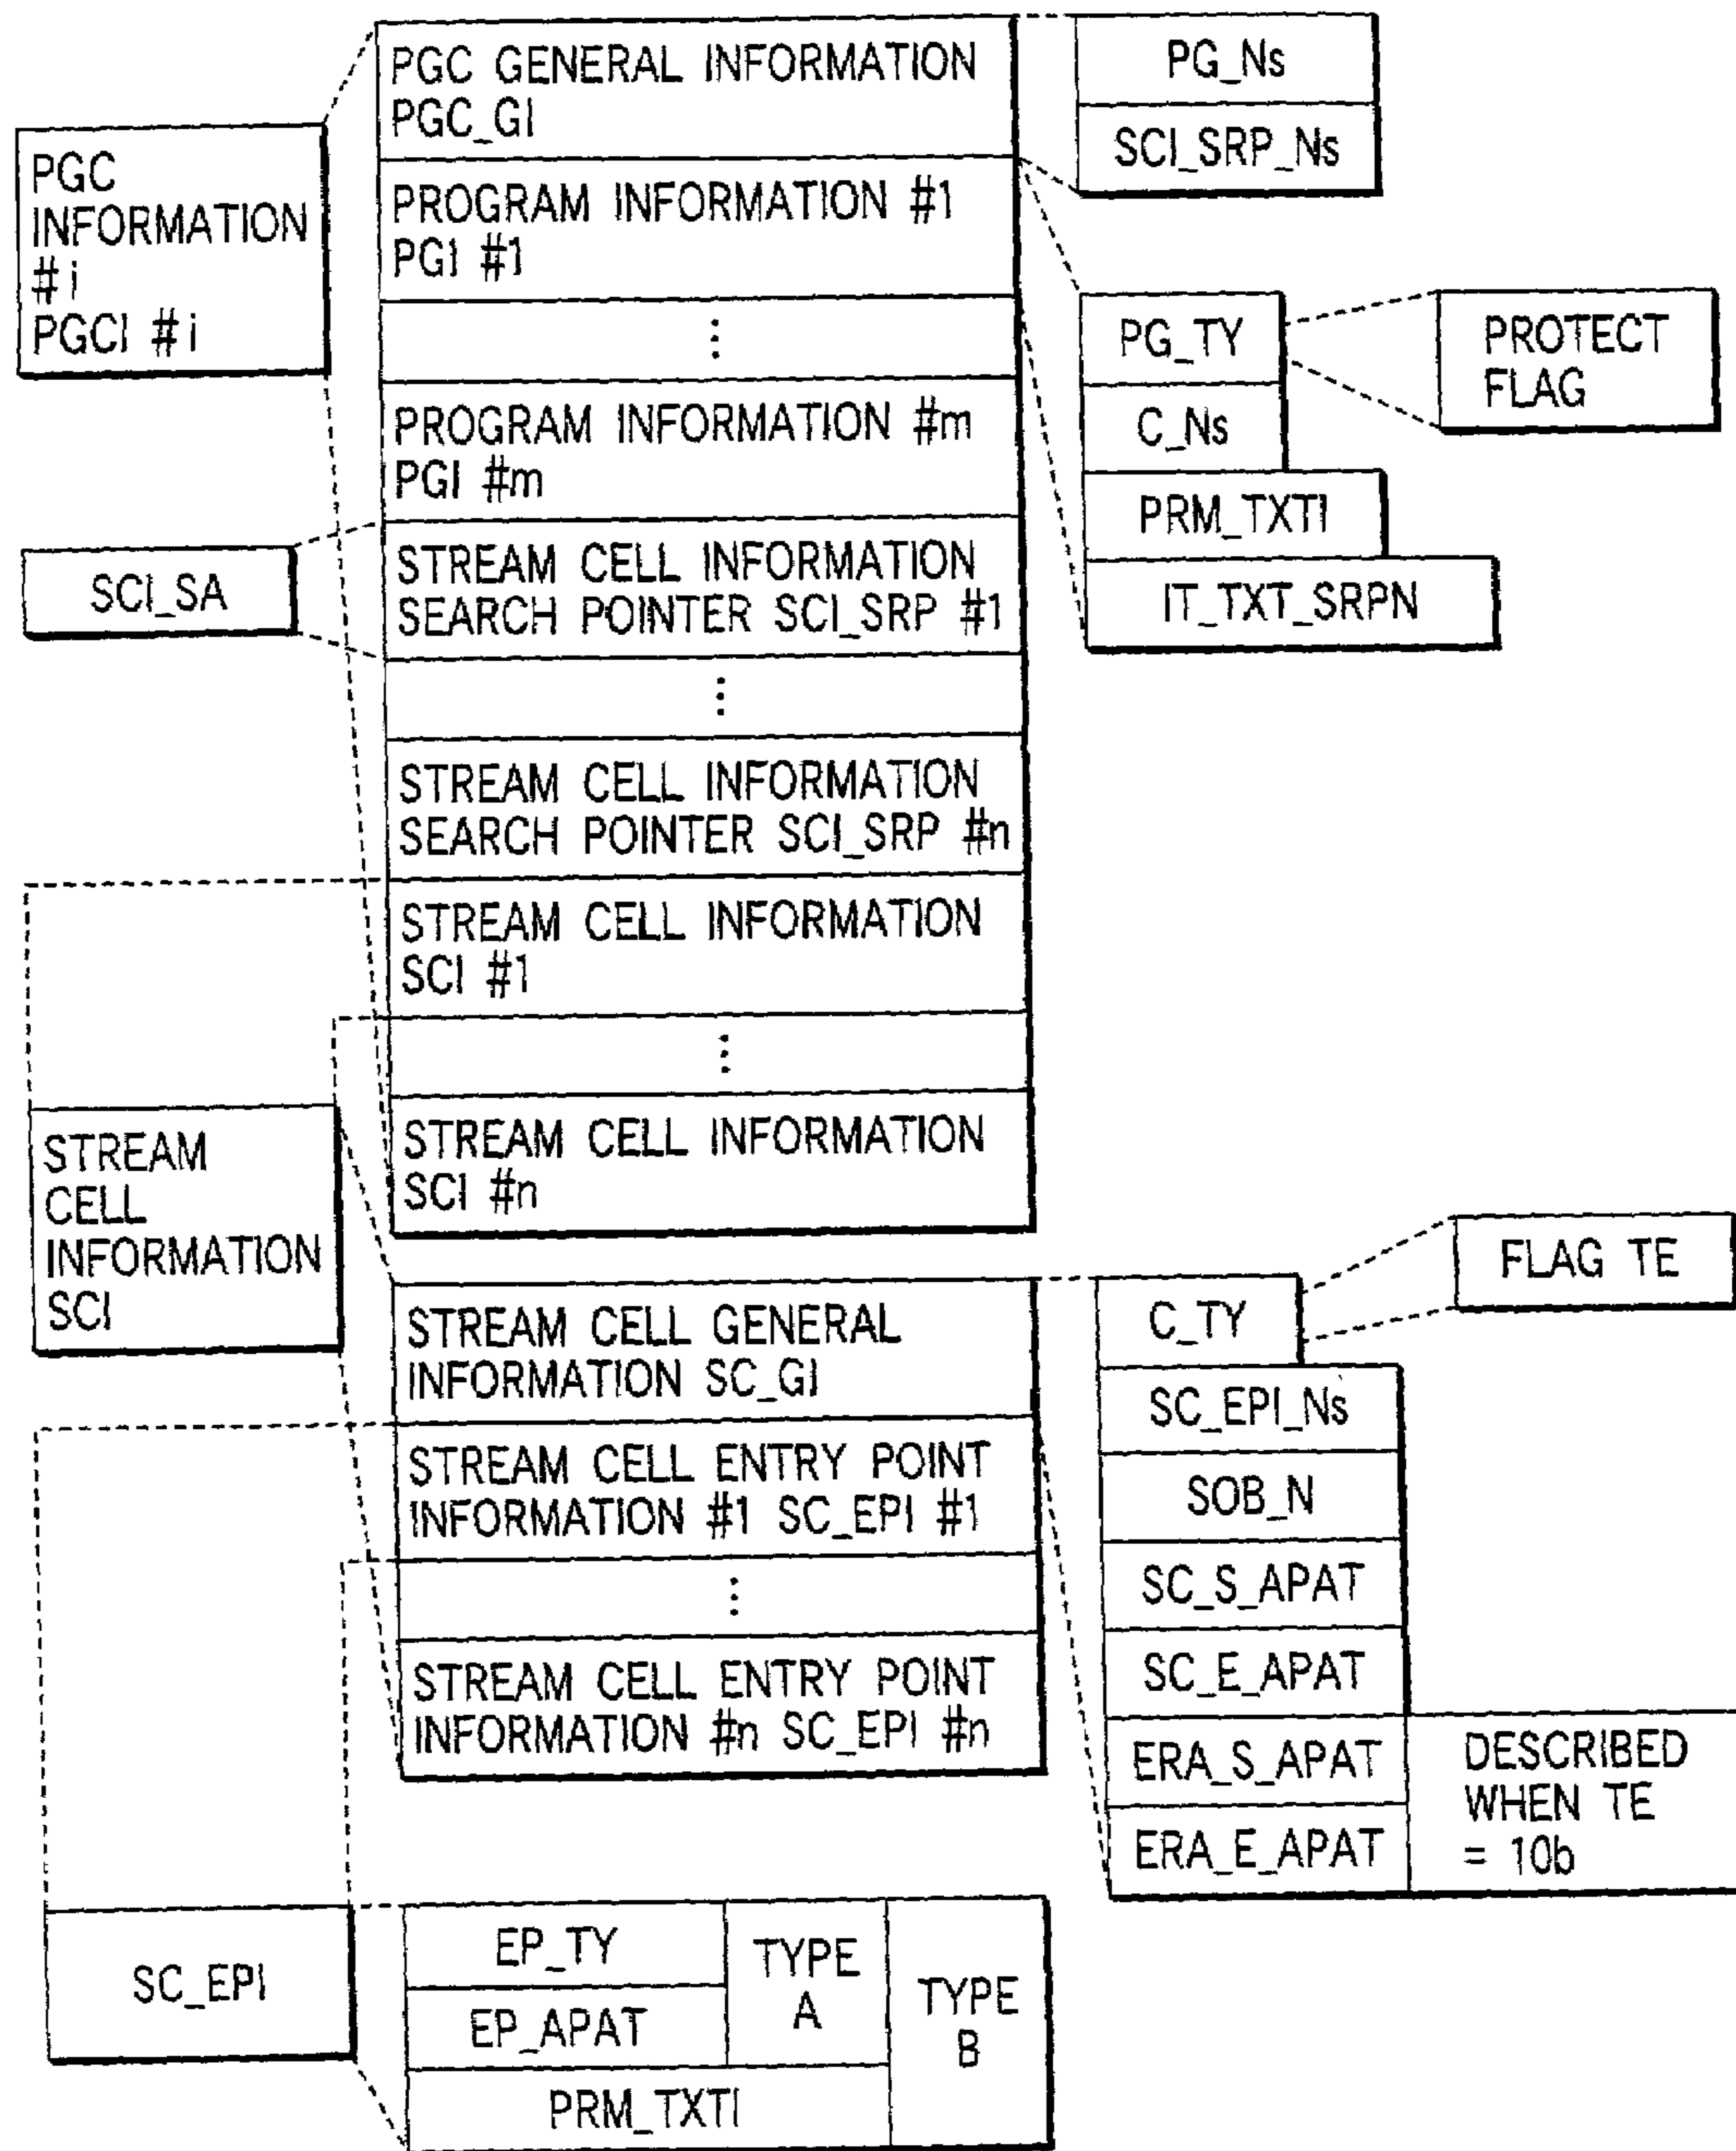 PGC
INFORMATION
# i
PGCI # i
PGC GENERAL INFORMATION
PGC_GI
PROGRAM INFORMATION #1
PGI #1
⋮
PROGRAM INFORMATION #m
PGI #m
STREAM CELL INFORMATION
SEARCH POINTER SCI_SRP #1
⋮
STREAM CELL INFORMATION
SEARCH POINTER SCI_SRP #n
STREAM CELL INFORMATION
SCI #1
⋮
STREAM CELL INFORMATION
SCI #n
PG_Ns
SCI_SRP_Ns
PG_TY
C_Ns
PRM_TXTI
IT_TXT_SRPN
PROTECT
FLAG
SCI_SA
STREAM
CELL
INFORMATION
SCI
STREAM CELL GENERAL
INFORMATION SC_GI
STREAM CELL ENTRY POINT
INFORMATION #1 SC_EPI #1
⋮
STREAM CELL ENTRY POINT
INFORMATION #n SC_EPI #n
C_TY
SC_EPI_Ns
SOB_N
SC_S_APAT
SC_E_APAT
ERA_S_APAT
ERA_E_APAT
FLAG TE
DESCRIBED
WHEN TE
= 10b
SC_EPI
EP_TY
EP_APAT
PRM_TXTI
TYPE
A
TYPE
B